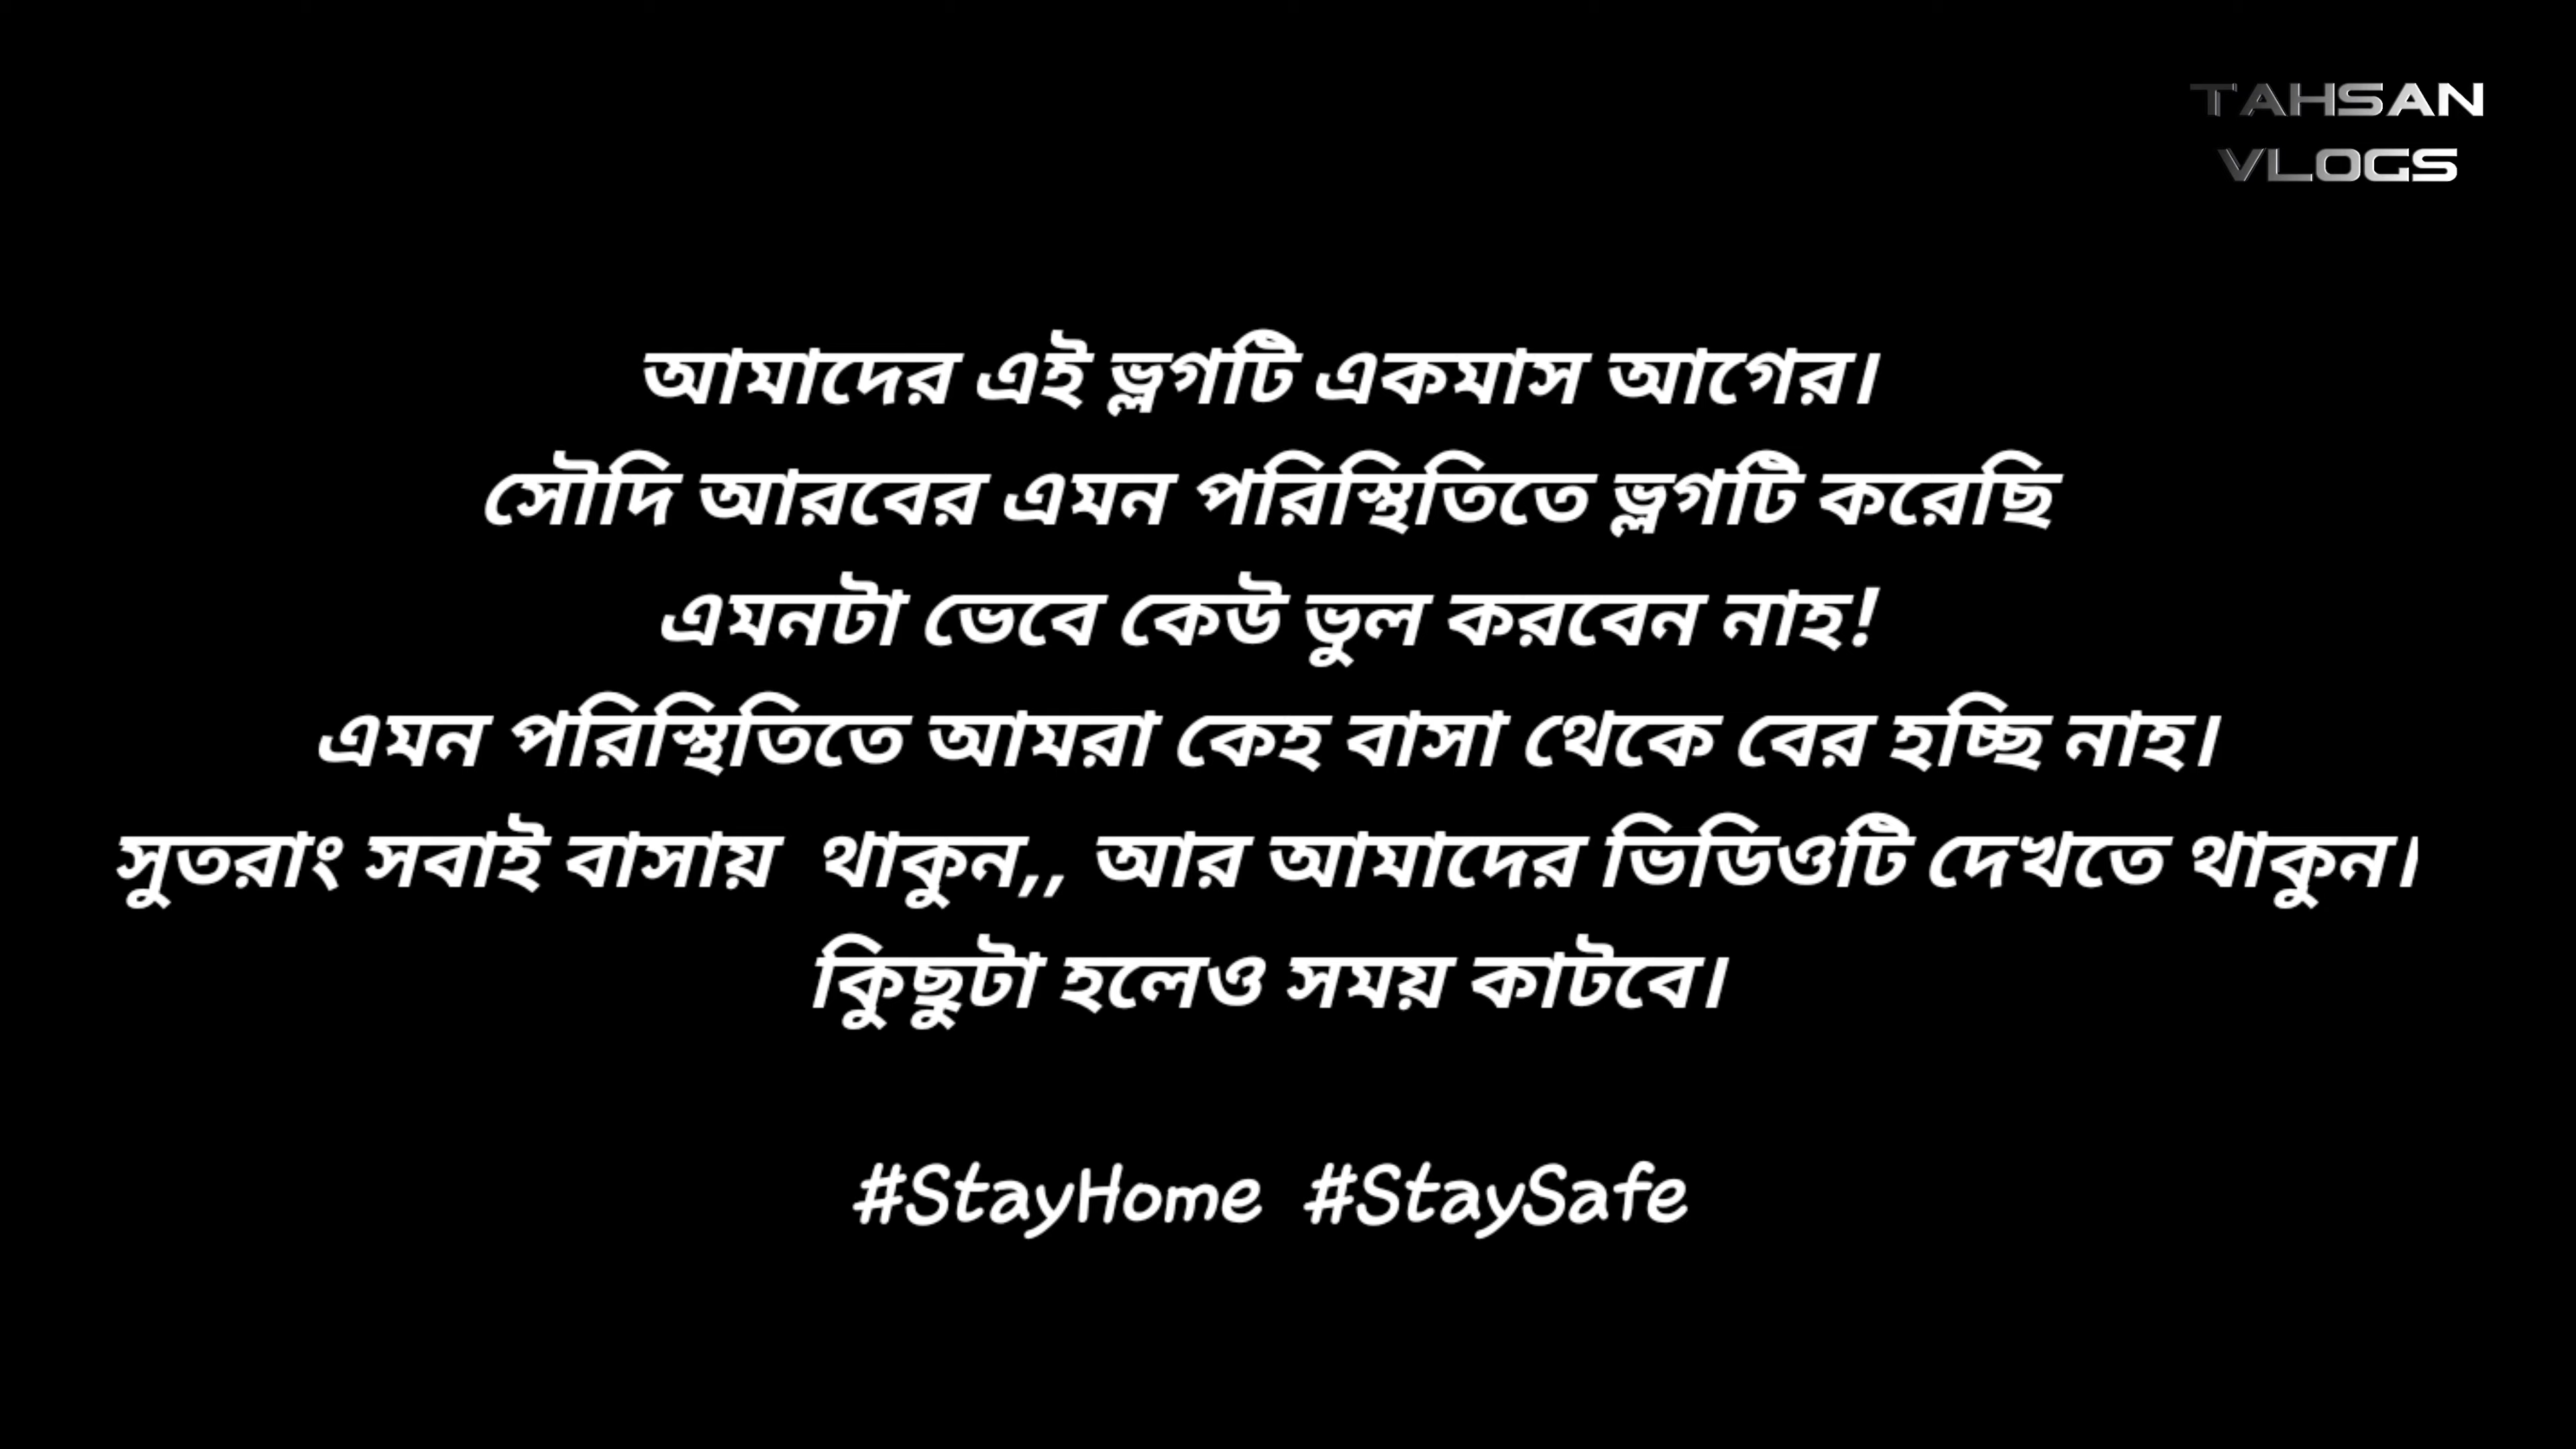 TAHSAN
VLOGS
আমাদের এই ভ্লগটি একমাস আগের।
সৌদি আরবের এমন পরিস্থিতিতে ভ্লগটি করেছি
এমনটা ভেবে কেউ ভুল করবেন নাহ!
এমন পরিস্থিতিতে আমরা কেহ বাসা থেকে বের হচ্ছি নাহ।
সুতরাং সবাই বাসায়  থাকুন,, আর আমাদের ভিডিওটি দেখতে থাকুন।
কিুছুটা হলেও সময় কাটবে।
#StayHome #StaySafe